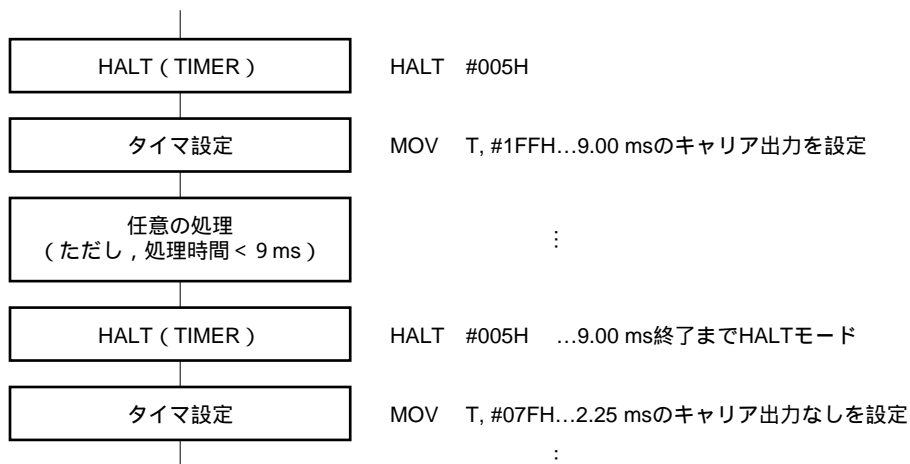 HALT（TIMER） HALT #005H
タイマ設定 MOV T, #1FFH…9.00 msのキャリア出力を設定
任意の処理
（ただし，処理時間＜9 ms） ⋮
HALT（TIMER） HALT #005H …9.00 ms終了までHALTモード
タイマ設定 MOV T, #07FH…2.25 msのキャリア出力なしを設定
：